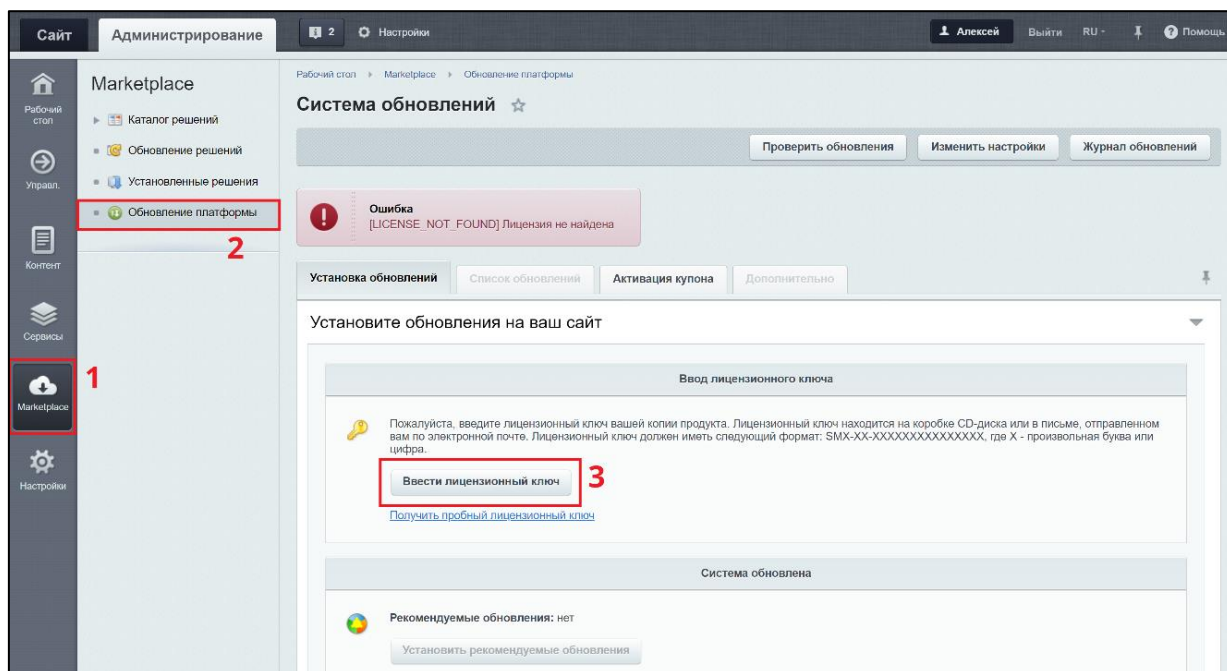 Сайт
Администрирование
2
Настройки
Алексей
Выйти
RU
Помощь
Рабочий стол
Управл.
Контент
Сервисы
Marketplace
Настройки
1
Marketplace
Каталог решений
Обновление решений
Установленные решения
Обновление платформы
2
Рабочий стол
Marketplace
Обновление платформы
Система обновлений
Проверить обновления
Изменить настройки
Журнал обновлений
Ошибка
[LICENSE_NOT_FOUND] Лицензия не найдена
Установка обновлений
Список обновлений
Активация купона
Дополнительно
Установите обновления на ваш сайт
Ввод лицензионного ключа
Пожалуйста, введите лицензионный ключ вашей копии продукта. Лицензионный ключ находится на коробке CD-диска или в письме, отправленном
вам по электронной почте. Лицензионный ключ должен иметь следующий формат: SMX-XX-XXXXXXXXXXXXXXX, где X - произвольная буква или
цифра.
Ввести лицензионный ключ
3
Получить пробный лицензионный ключ
Система обновлена
Рекомендуемые обновления: нет
Установить рекомендуемые обновления